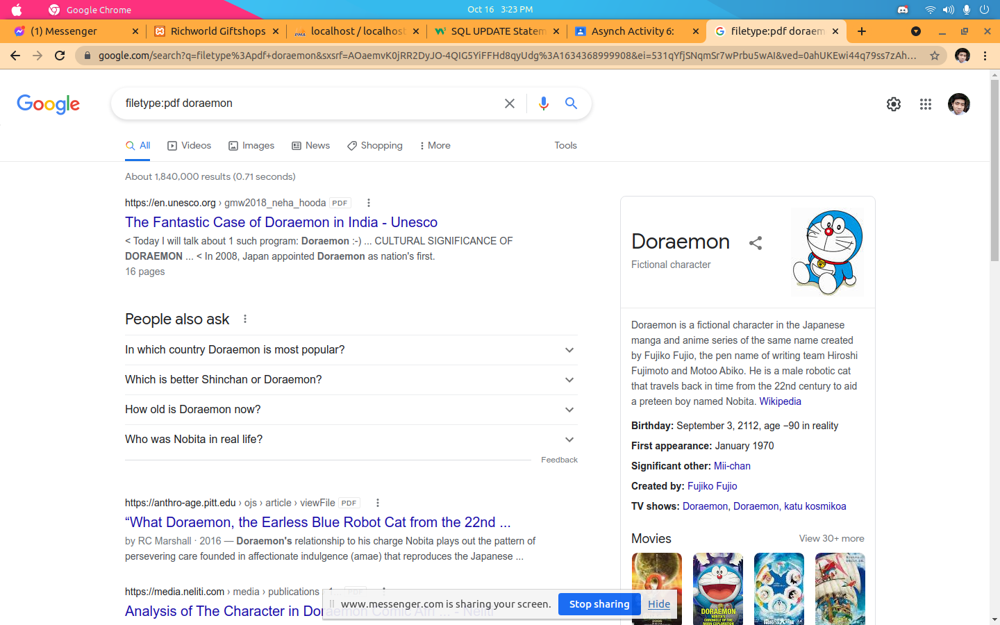 Google Chrome
Oct 16 3:23 PM
(1) Messenger
Richworld Giftshops
localhost / localhost
SQL UPDATE Statem
Asynch Activity 6:
filetype:pdf doraem
google.com/search?q=filetype%3Apdf+doraemon&sxsrf=AOaemvK0jRR2DyJO-4QIG5YiFFHd8qyUdg%3A1634368999908&ei=531qYfjSNqmSr7wPrbu5wAI&ved=0ahUKEwi44q79ss7zAh...
Google
filetype:pdf doraemon
All
Videos
Images
News
Shopping
More
Tools
About 1,840,000 results (0.71 seconds)
https://en.unesco.org › gmw2018_neha_hooda PDF
The Fantastic Case of Doraemon in India - Unesco
< Today I will talk about 1 such program: Doraemon :-) ... CULTURAL SIGNIFICANCE OF
DORAEMON ... < In 2008, Japan appointed Doraemon as nation's first.
16 pages
People also ask
In which country Doraemon is most popular?
Which is better Shinchan or Doraemon?
How old is Doraemon now?
Who was Nobita in real life?
Feedback
https://anthro-age.pitt.edu › ojs › article › viewFile PDF
“What Doraemon, the Earless Blue Robot Cat from the 22nd ...
by RC Marshall · 2016 — Doraemon's relationship to his charge Nobita plays out the pattern of
persevering care founded in affectionate indulgence (amae) that reproduces the Japanese ...
https://media.neliti.com › media › publications PDF
Analysis of The Character in Doraemon Comic Afn ... - Neliti
Doraemon
Fictional character
Doraemon is a fictional character in the Japanese
manga and anime series of the same name created
by Fujiko Fujio, the pen name of writing team Hiroshi
Fujimoto and Motoo Abiko. He is a male robotic cat
that travels back in time from the 22nd century to aid
a preteen boy named Nobita. Wikipedia
Birthday: September 3, 2112, age −90 in reality
First appearance: January 1970
Significant other: Mii-chan
Created by: Fujiko Fujio
TV shows: Doraemon, Doraemon, katu kosmikoa
Movies
View 30+ more
DORAEMON
www.messenger.com is sharing your screen.
Stop sharing
Hide